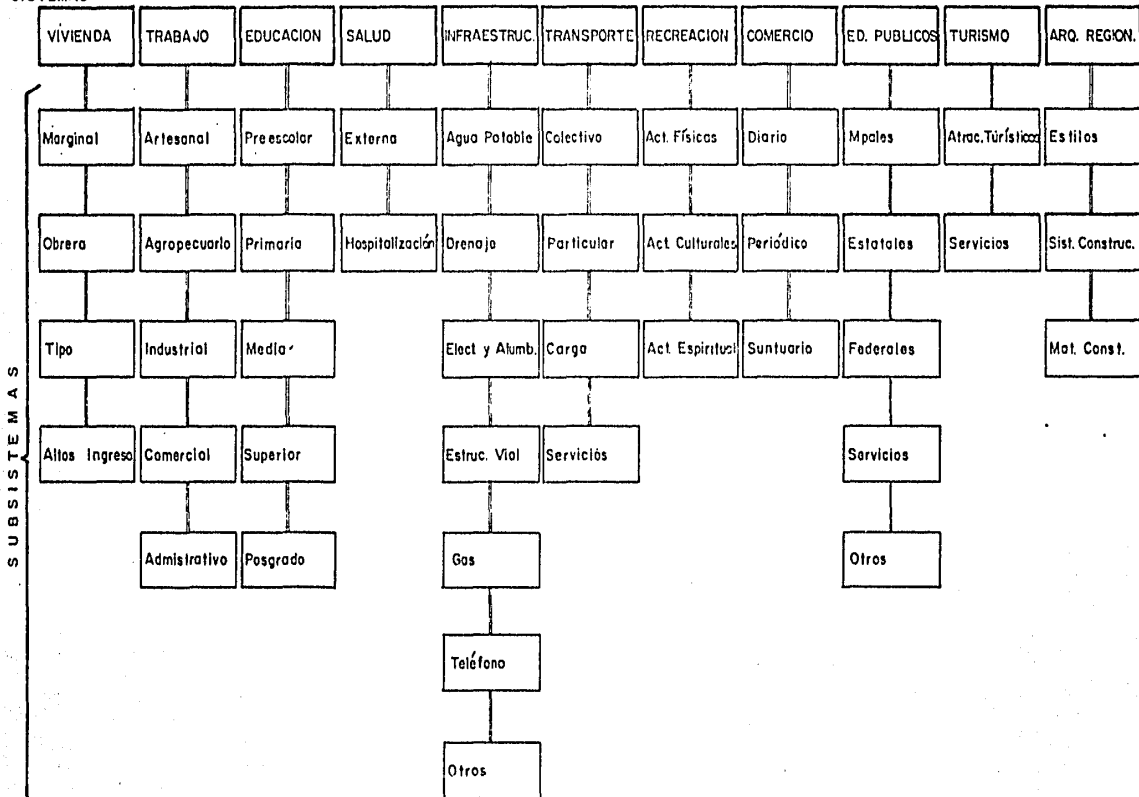 VÍVIENDA TRABAJO EDUCACION SALUD INFRAESTRUC. TRANSPORTE RECREACION COMERCIO ED. PUBLICOS TURISMO ARQ. REGION.
Marginal Artesanal Preescolar Externa Agua Potable Colectivo Act. Físicas Diario Mpales Atrac. Túrísticos Estilos
Obrera Agropecuario Primaria Hospitalización Drenaje Particular Act. Culturales Periódico Estatales Servicios Sist. Construc.
Tipo Industrial Media Elect y Alumb. Carga Act. Espiritual Suntuario Federales Mat. Const.
Altos Ingreso Comercial Superior Estruc. Vial Servicios Servicios
Admistrativo Posgrado Gas Otros
Teléfono
Otros
SUBSISTEMAS